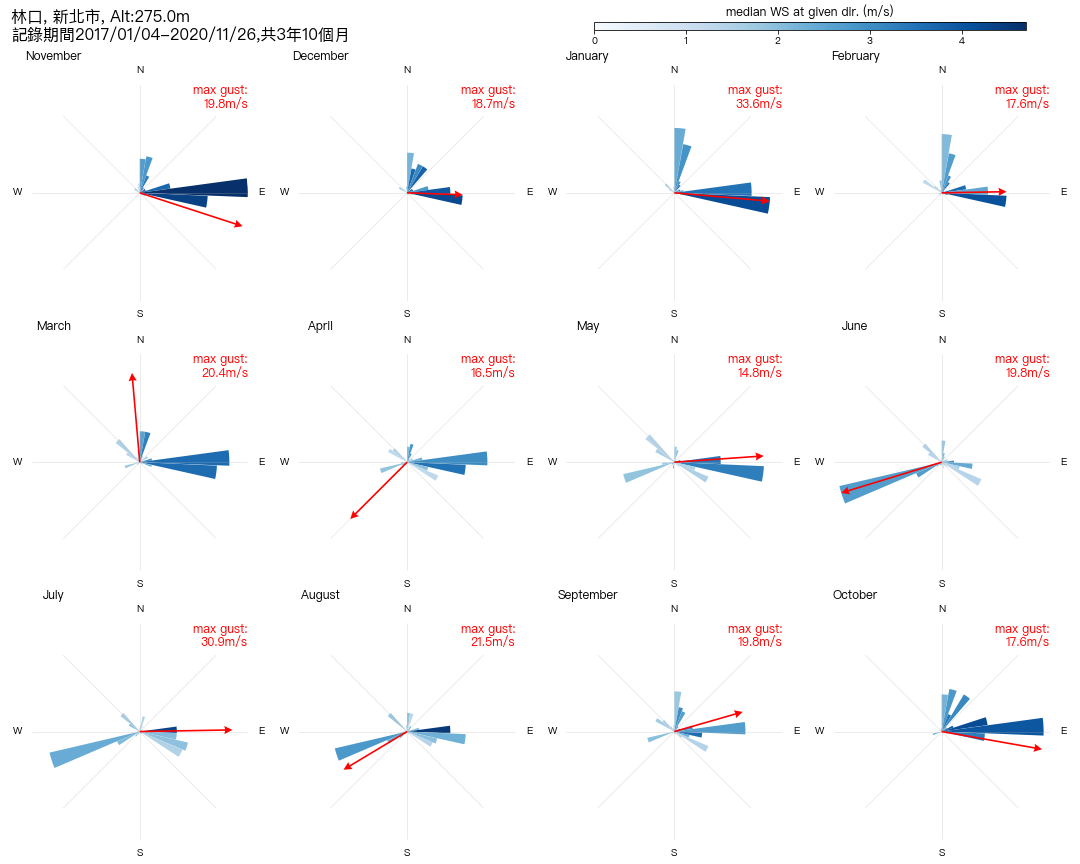 林口, 新北市, Alt:275.0m
記錄期間2017/01/04–2020/11/26,共3年10個月
median WS at given dir. (m/s)
0 1 2 3 4
November
N
max gust:
19.8m/s
W E
S
December
N
max gust:
18.7m/s
W E
January
N
max gust:
33.6m/s
W E
S
February
N
max gust:
17.6m/s
W E
S
March
N
max gust:
20.4m/s
W E
S
April
N
max gust:
16.5m/s
W E
S
May
N
max gust:
14.8m/s
W E
S
June
N
max gust:
19.8m/s
W E
S
July
N
max gust:
30.9m/s
W E
S
August
N
max gust:
21.5m/s
W E
S
September
N
max gust:
19.8m/s
W E
S
October
N
max gust:
17.6m/s
W E
S